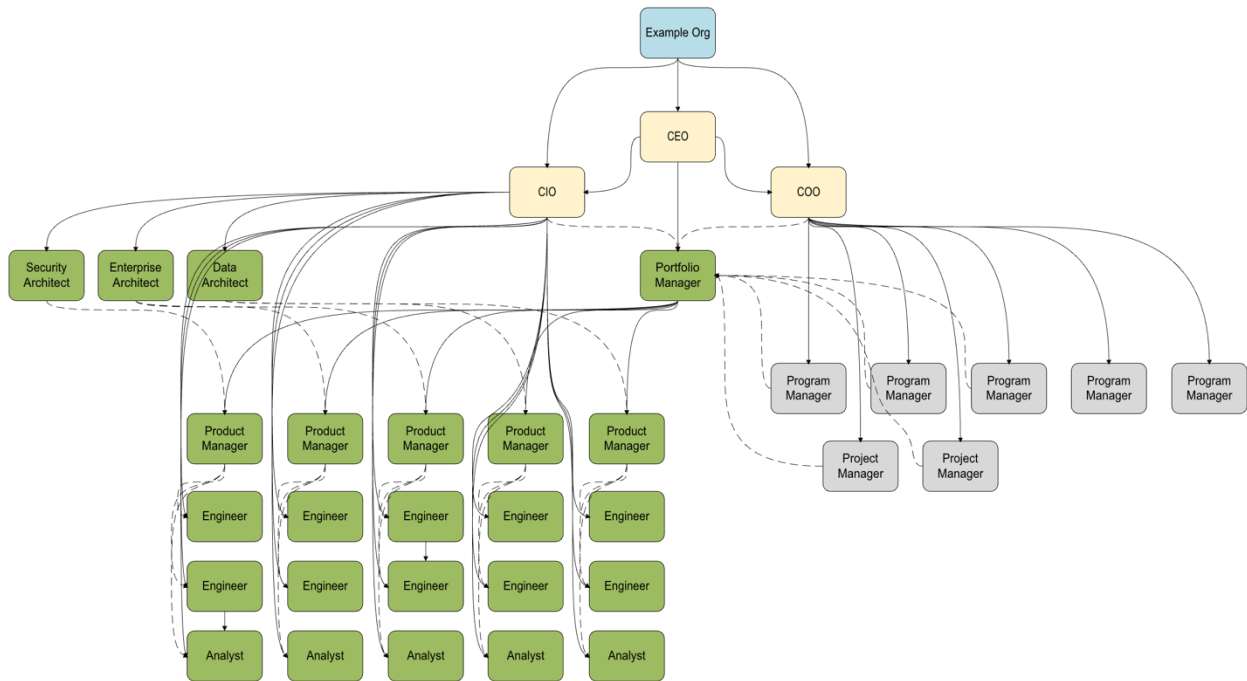 Example Org
CEO
CIO
COO
Security
Architect
Enterprise
Architect
Data
Architect
Portfolio
Manager
Program
Manager
Program
Manager
Program
Manager
Program
Manager
Program
Manager
Product
Manager
Product
Manager
Product
Manager
Product
Manager
Product
Manager
Project
Manager
Project
Manager
Engineer
Engineer
Engineer
Engineer
Engineer
Engineer
Engineer
Engineer
Engineer
Engineer
Analyst
Analyst
Analyst
Analyst
Analyst